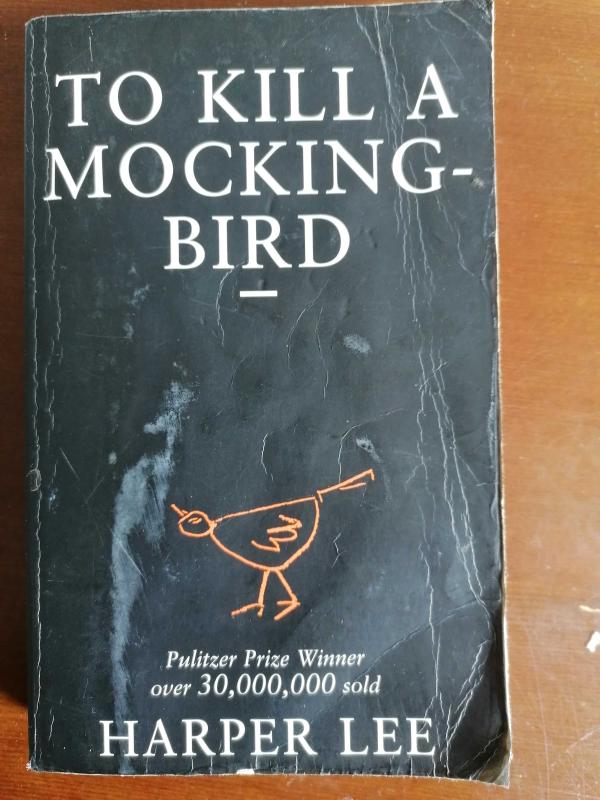 TO KILL A
MOCKING-
BIRD
Pulitzer Prize Winner
over 30,000,000 sold
HARPER LEE